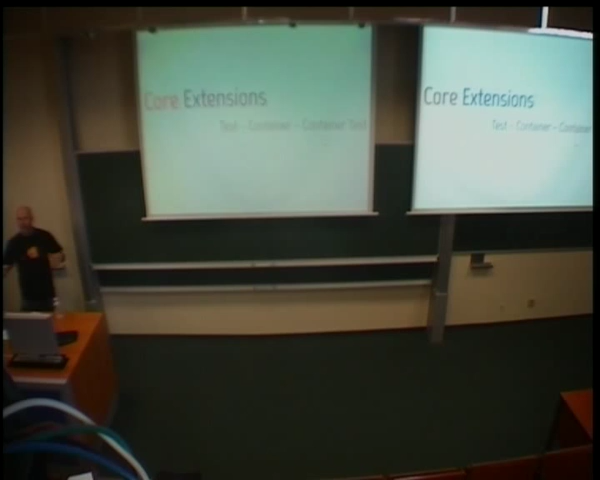 Core Extensions
Test - Container - Container Test
Core Extensions
Test - Container - Container